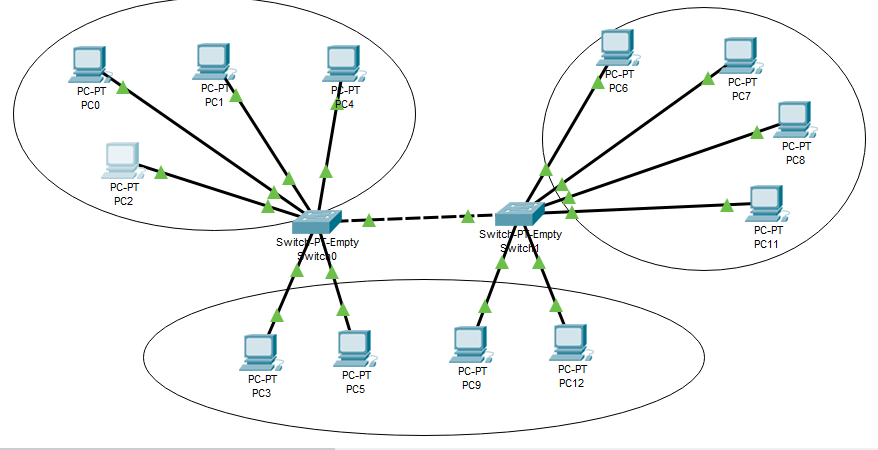 PC-PT
PC0
PC-PT
PC1
PC-PT
PC4
PC-PT
PC2
PC-PT
PC6
PC-PT
PC7
PC-PT
PC8
PC-PT
PC11
Switch-PT-Empty
Switch0
Switch-PT-Empty
Switch1
PC-PT
PC3
PC-PT
PC5
PC-PT
PC9
PC-PT
PC12